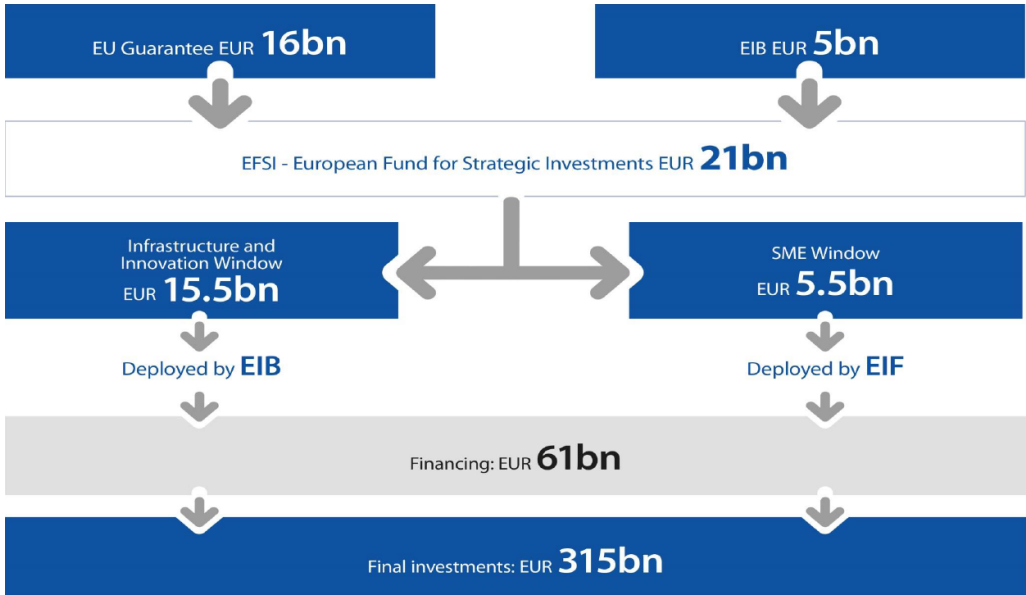 EU Guarantee EUR 16bn
EIB EUR 5bn
EFSI - European Fund for Strategic Investments EUR 21bn
Infrastructure and
Innovation Window
EUR 15.5bn
SME Window
EUR 5.5bn
Deployed by EIB
Deployed by EIF
Financing: EUR 61bn
Final investments: EUR 315bn